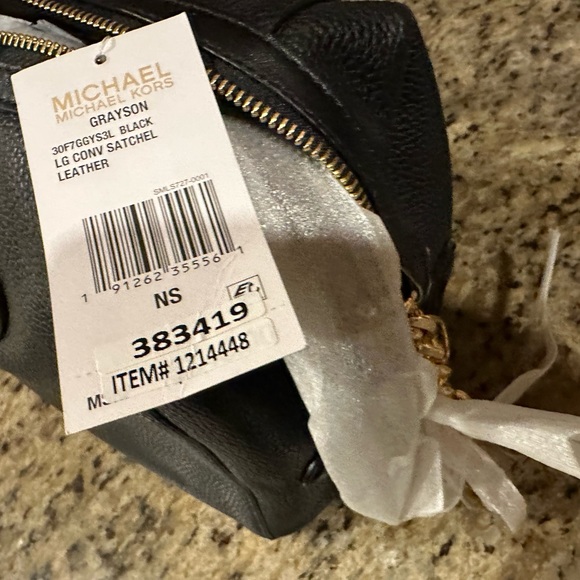 MICHAEL
MICHAEL KORS
GRAYSON
30F7GGYS3L BLACK
LG CONV SATCHEL
LEATHER
SMLS727-0001
1 91262 35556 1
NS
383419
ITEM# 1214448